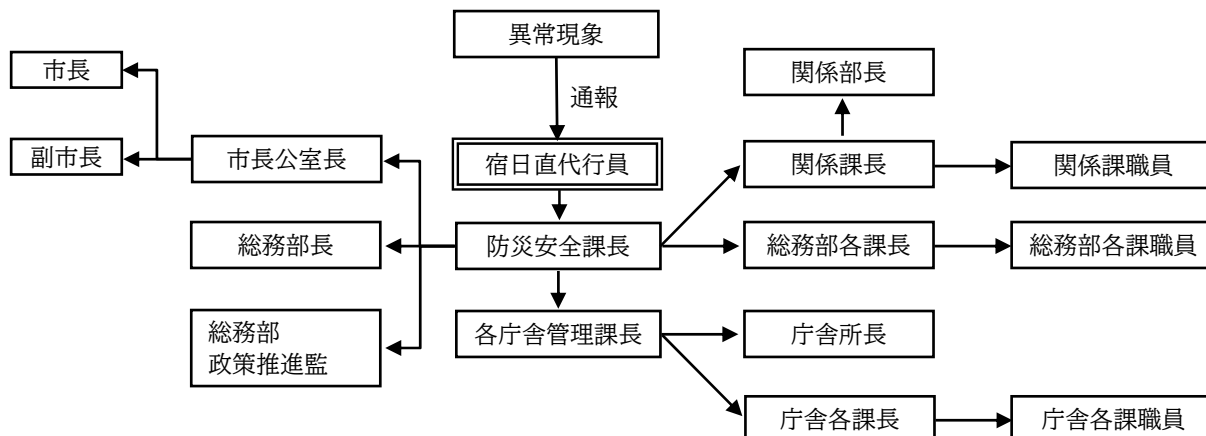 異常現象
通報
市長
副市長
市長公室長
宿日直代行員
関係部長
関係課長
関係課職員
総務部長
防災安全課長
総務部各課長
総務部各課職員
総務部
政策推進監
各庁舎管理課長
庁舎所長
庁舎各課長
庁舎各課職員